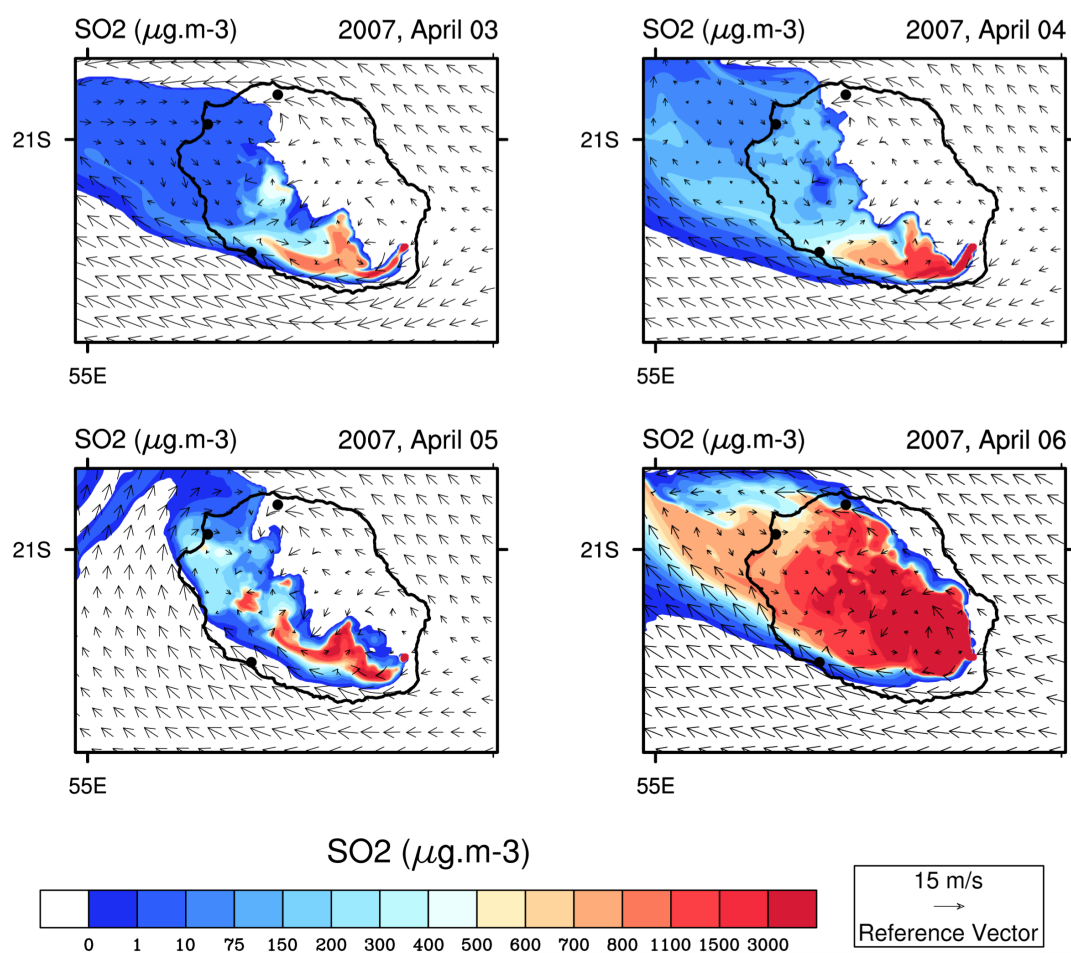 SO2 (μg.m-3) 2007, April 03
SO2 (μg.m-3) 2007, April 04
21S
21S
55E
55E
SO2 (μg.m-3) 2007, April 05
SO2 (μg.m-3) 2007, April 06
21S
21S
55E
55E
SO2 (μg.m-3)
15 m/s
Reference Vector
0 1 10 75 150 200 300 400 500 600 700 800 1100 1500 3000